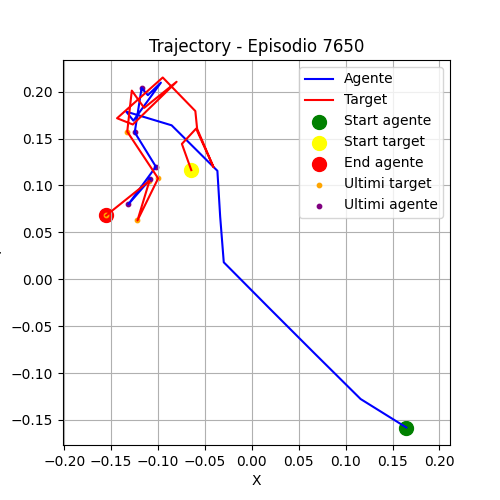 Trajectory - Episodio 7650
Agente
Target
Start agente
Start target
End agente
Ultimi target
Ultimi agente
0.20
0.15
0.10
0.05
0.00
−0.05
−0.10
−0.15
−0.20 −0.15 −0.10 −0.05 0.00 0.05 0.10 0.15 0.20
X